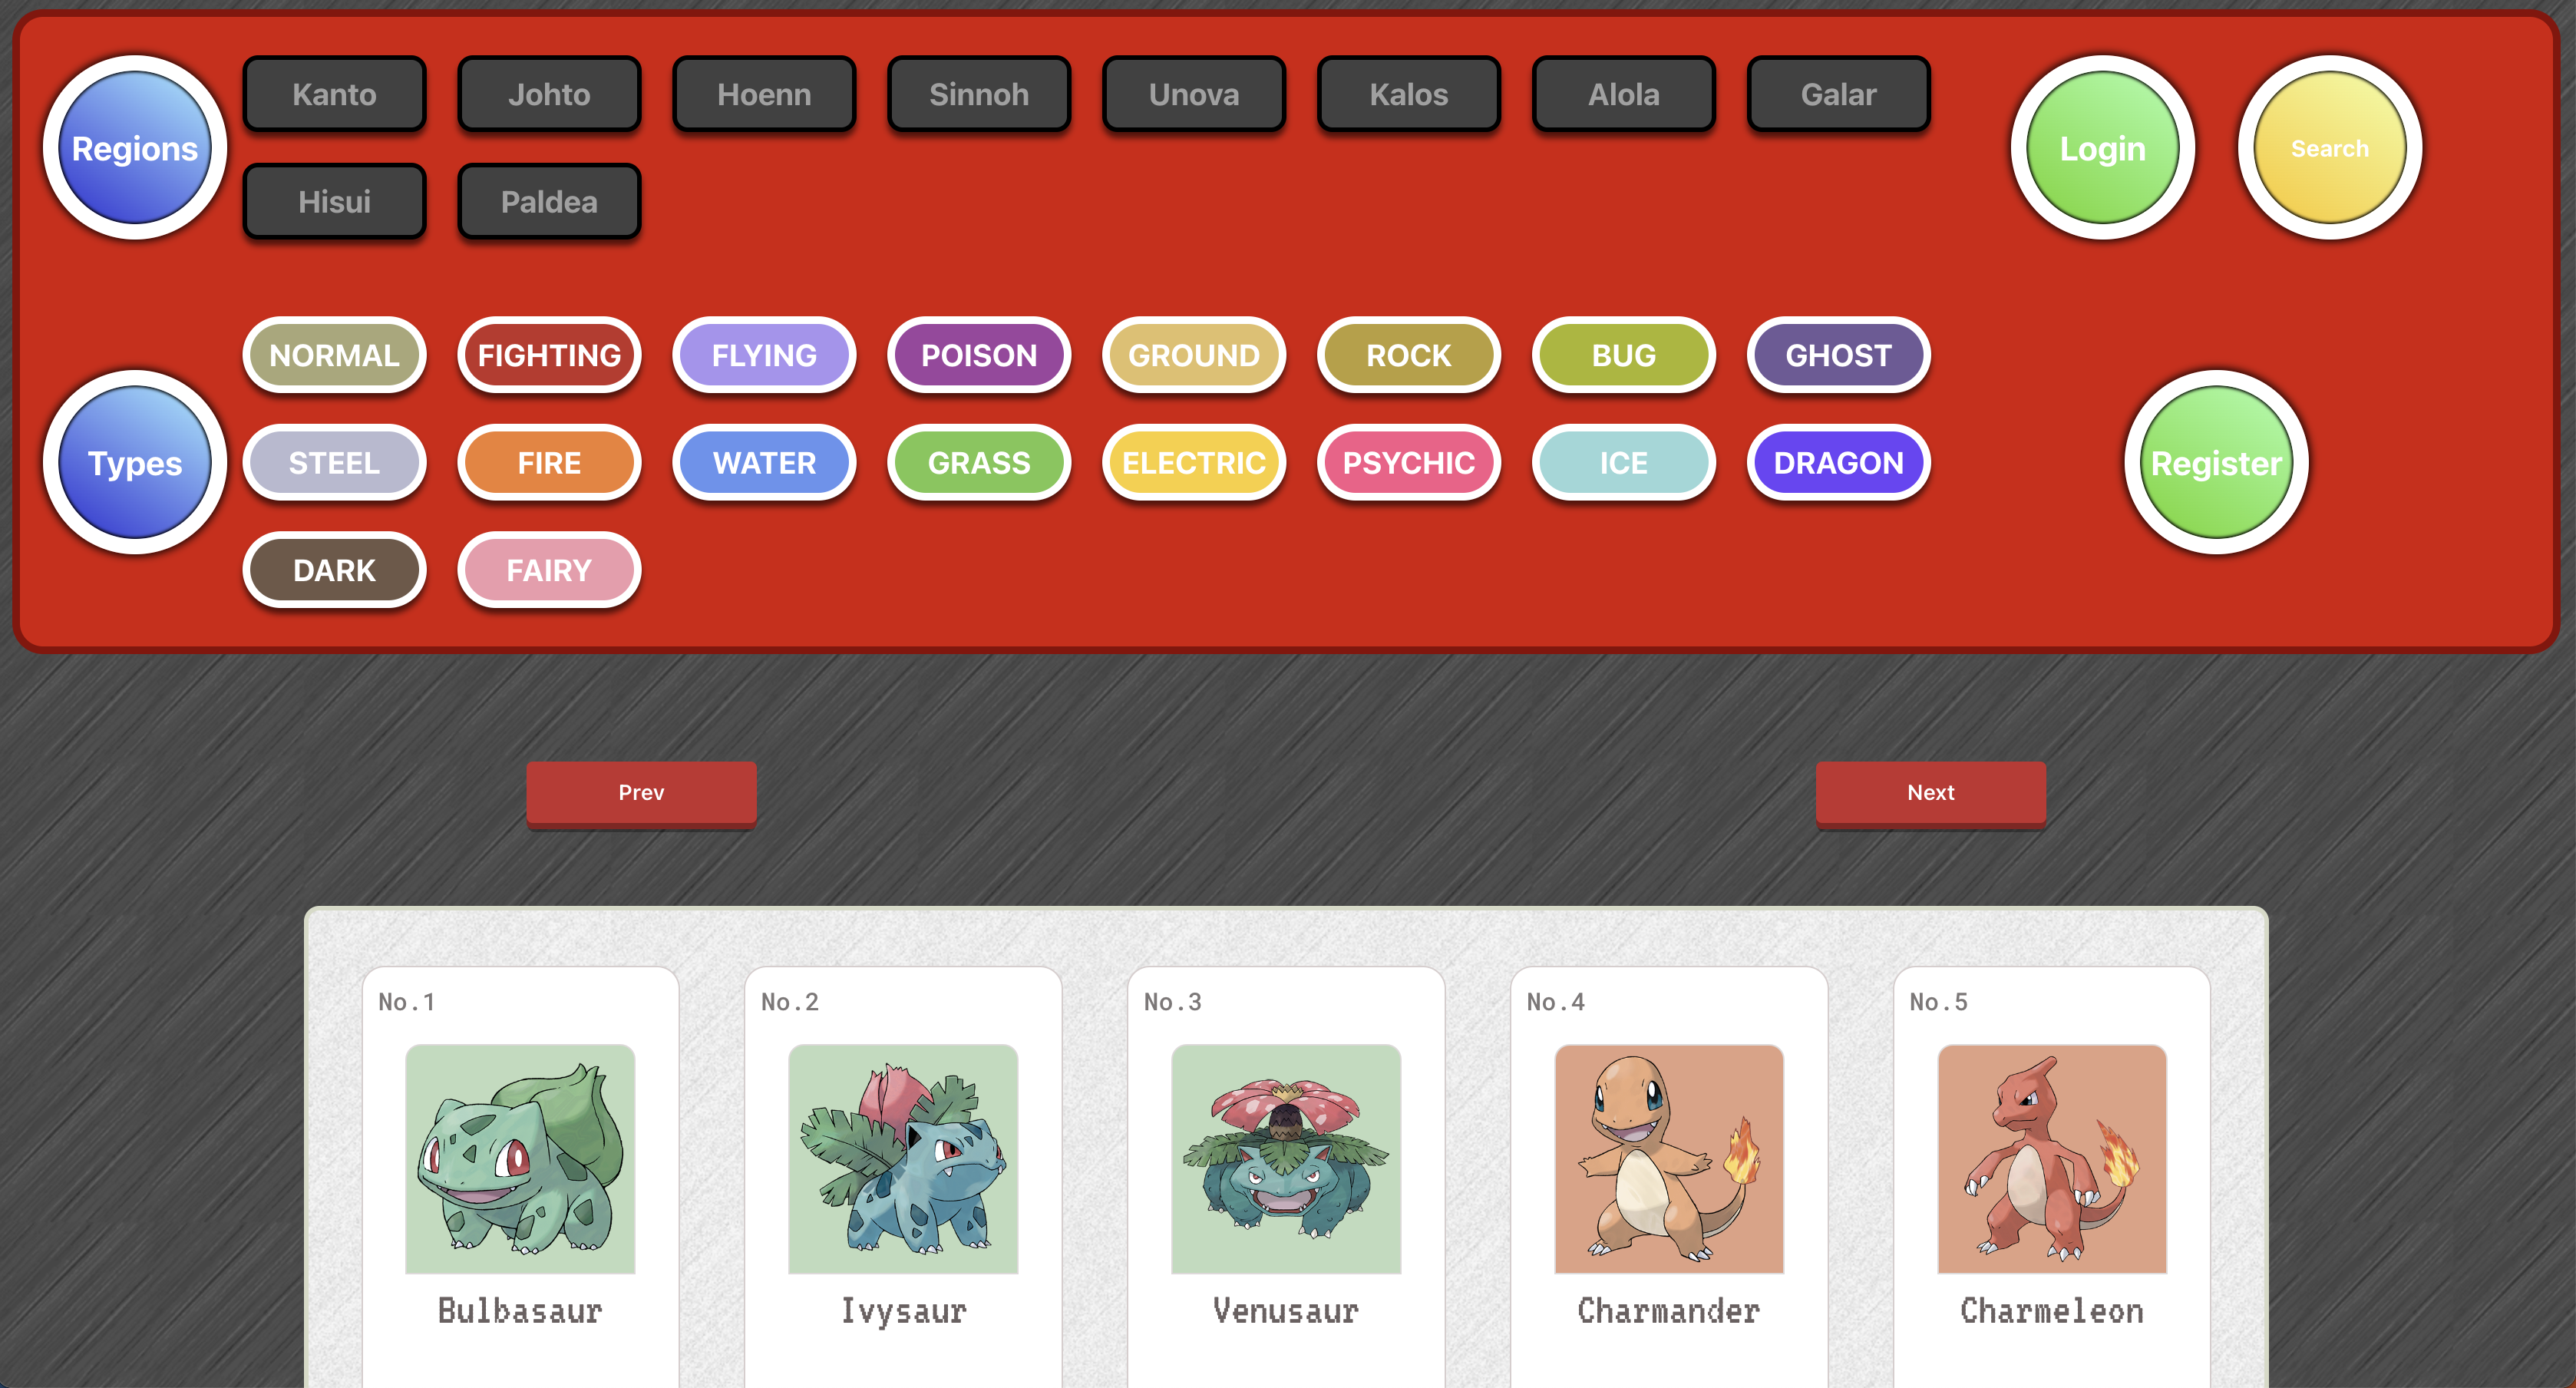 Regions
Kanto Johto Hoenn Sinnoh Unova Kalos Alola Galar
Hisui Paldea
Login Search
Types
NORMAL FIGHTING FLYING POISON GROUND ROCK BUG GHOST
STEEL FIRE WATER GRASS ELECTRIC PSYCHIC ICE DRAGON
DARK FAIRY
Register
Prev Next
No.1 No.2 No.3 No.4 No.5
Bulbasaur Ivysaur Venusaur Charmander Charmeleon